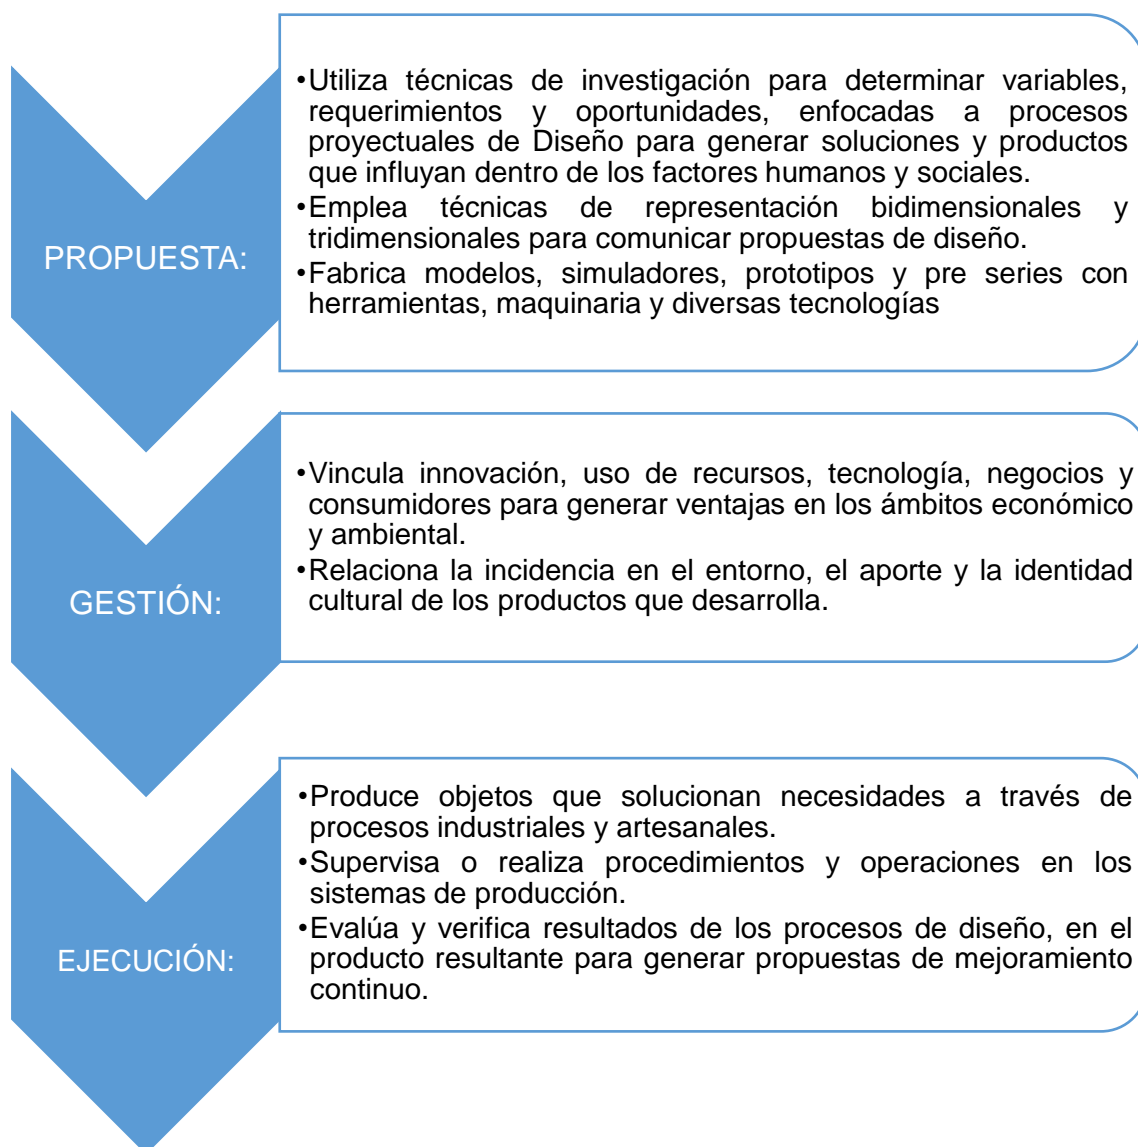 PROPUESTA:
•Utiliza técnicas de investigación para determinar variables,
requerimientos y oportunidades, enfocadas a procesos
proyectuales de Diseño para generar soluciones y productos
que influyan dentro de los factores humanos y sociales.
•Emplea técnicas de representación bidimensionales y
tridimensionales para comunicar propuestas de diseño.
•Fabrica modelos, simuladores, prototipos y pre series con
herramientas, maquinaria y diversas tecnologías
GESTIÓN:
•Vincula innovación, uso de recursos, tecnología, negocios y
consumidores para generar ventajas en los ámbitos económico
y ambiental.
•Relaciona la incidencia en el entorno, el aporte y la identidad
cultural de los productos que desarrolla.
EJECUCIÓN:
•Produce objetos que solucionan necesidades a través de
procesos industriales y artesanales.
•Supervisa o realiza procedimientos y operaciones en los
sistemas de producción.
•Evalúa y verifica resultados de los procesos de diseño, en el
producto resultante para generar propuestas de mejoramiento
continuo.